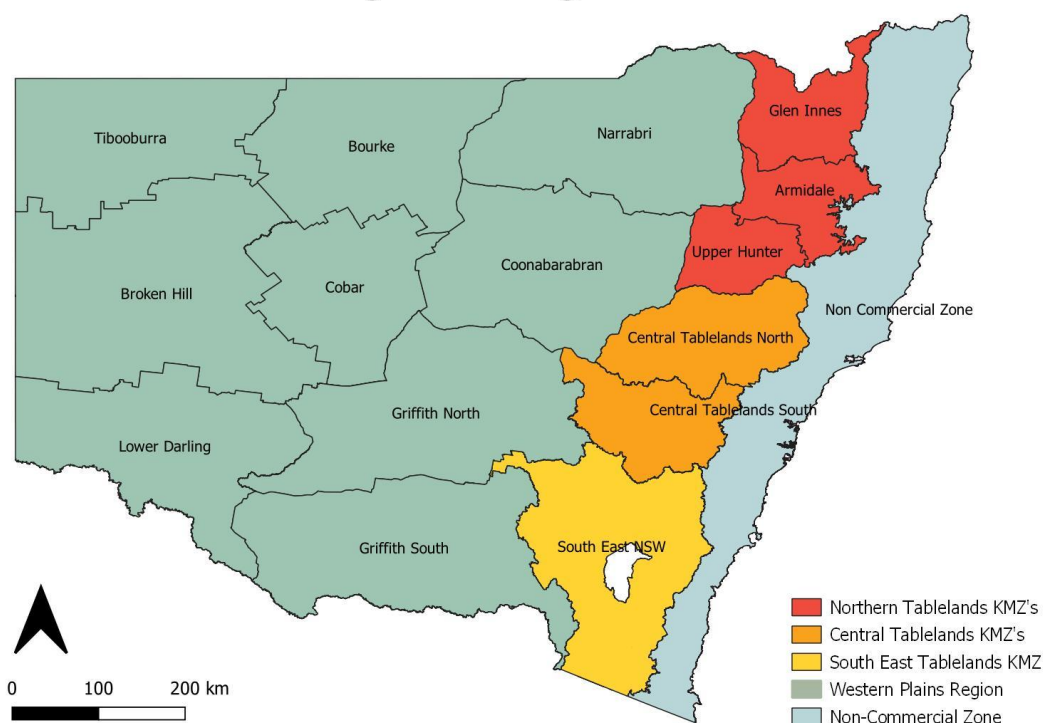 Glen Innes
Tibooburra
Narrabri
Bourke
Armidale
Upper Hunter
Coonabarabran
Broken Hill
Cobar
Non Commercial Zone
Central Tablelands North
Griffith North
Central Tablelands South
Lower Darling
Griffith South
South East NSW
Northern Tablelands KMZ's
Central Tablelands KMZ's
South East Tablelands KMZ
Western Plains Region
Non-Commercial Zone
0 100 200 km